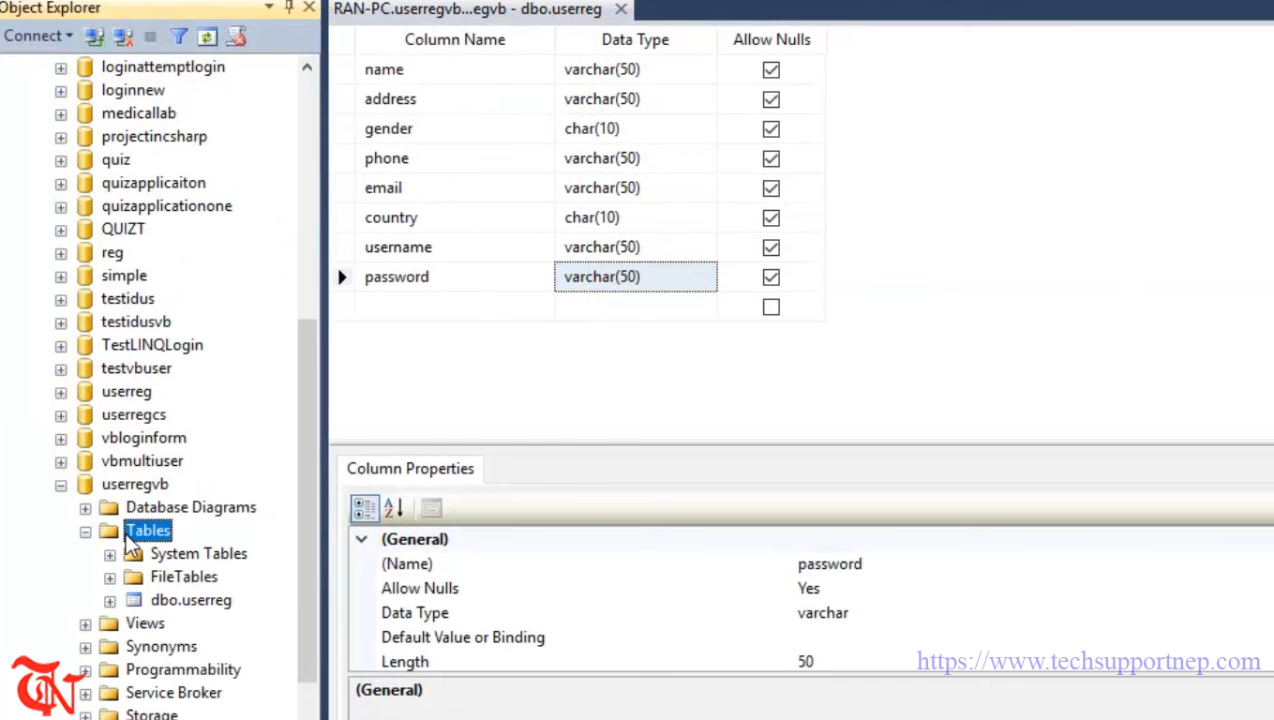 Object Explorer
Connect
loginattemptlogin
loginnew
medicallab
projectincsharp
quiz
quizapplicaiton
quizapplicationone
QUIZT
reg
simple
testidus
testidusvb
TestLINQLogin
testvbuser
userreg
userregcs
vbloginform
vbmultiuser
userregvb
Database Diagrams
Tables
System Tables
FileTables
dbo.userreg
Views
Synonyms
Programmability
Service Broker
Storage
RAN-PC.userregvb...egvb - dbo.userreg
Column Name Data Type Allow Nulls
name varchar(50)
address varchar(50)
gender char(10)
phone varchar(50)
email varchar(50)
country char(10)
username varchar(50)
password varchar(50)
Column Properties
(General)
(Name) password
Allow Nulls Yes
Data Type varchar
Default Value or Binding
Length 50
(General)
https://www.techsupportnep.com